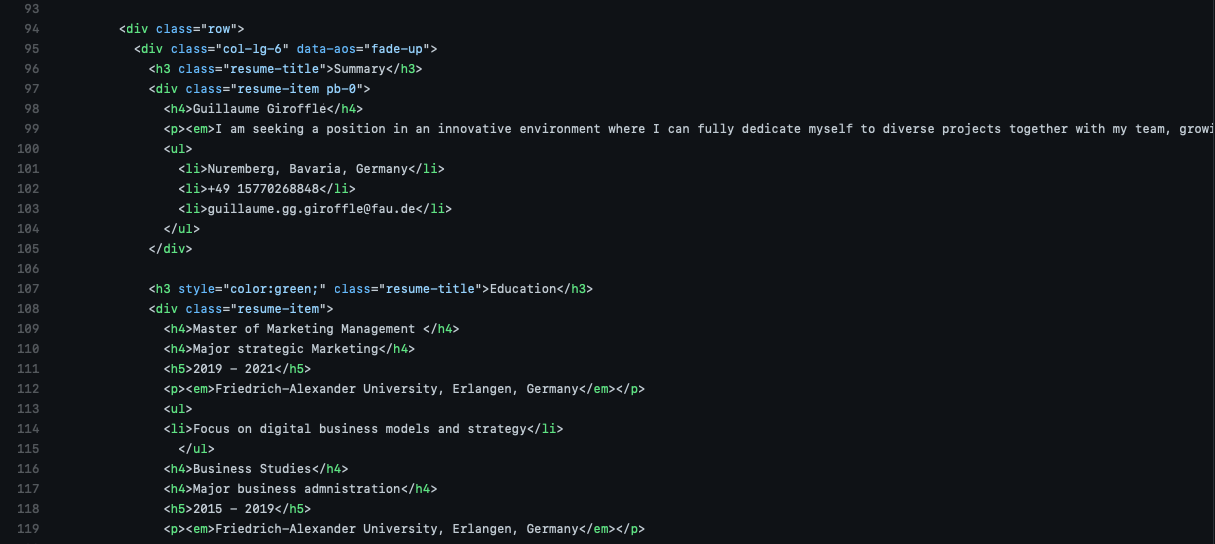 93
94 <div class="row">
95 <div class="col-lg-6" data-aos="fade-up">
96 <h3 class="resume-title">Summary</h3>
97 <div class="resume-item pb-0">
98 <h4>Guillaume Girofflé</h4>
99 <p><em>I am seeking a position in an innovative environment where I can fully dedicate myself to diverse projects together with my team, growi
100 <ul>
101 <li>Nuremberg, Bavaria, Germany</li>
102 <li>+49 15770268848</li>
103 <li>guillaume.gg.giroffle@fau.de</li>
104 </ul>
105 </div>
106
107 <h3 style="color:green;" class="resume-title">Education</h3>
108 <div class="resume-item">
109 <h4>Master of Marketing Management </h4>
110 <h4>Major strategic Marketing</h4>
111 <h5>2019 - 2021</h5>
112 <p><em>Friedrich-Alexander University, Erlangen, Germany</em></p>
113 <ul>
114 <li>Focus on digital business models and strategy</li>
115 </ul>
116 <h4>Business Studies</h4>
117 <h4>Major business admnistration</h4>
118 <h5>2015 - 2019</h5>
119 <p><em>Friedrich-Alexander University, Erlangen, Germany</em></p>